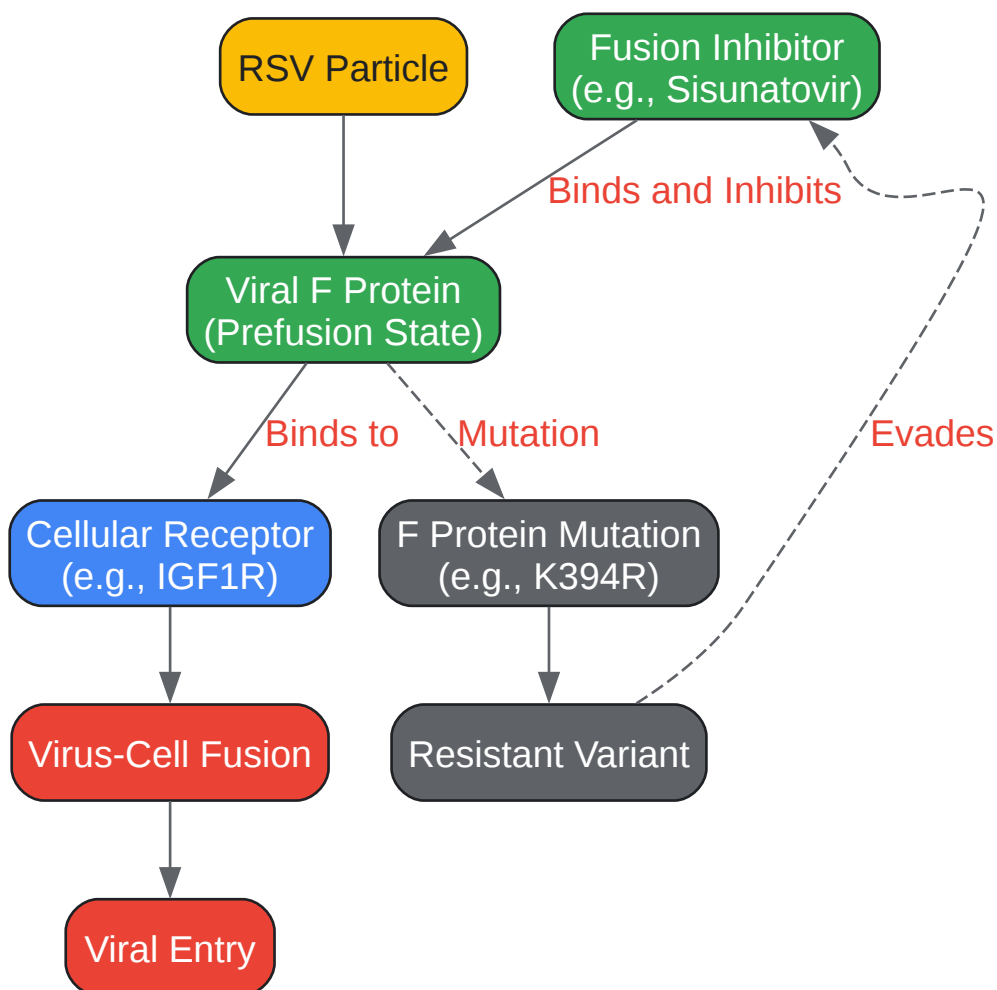 RSV Particle
Fusion Inhibitor
(e.g., Sisunatovir)
Binds and Inhibits
Viral F Protein
(Prefusion State)
Binds to
Mutation
Evades
Cellular Receptor
(e.g., IGF1R)
F Protein Mutation
(e.g., K394R)
Virus-Cell Fusion
Resistant Variant
Viral Entry